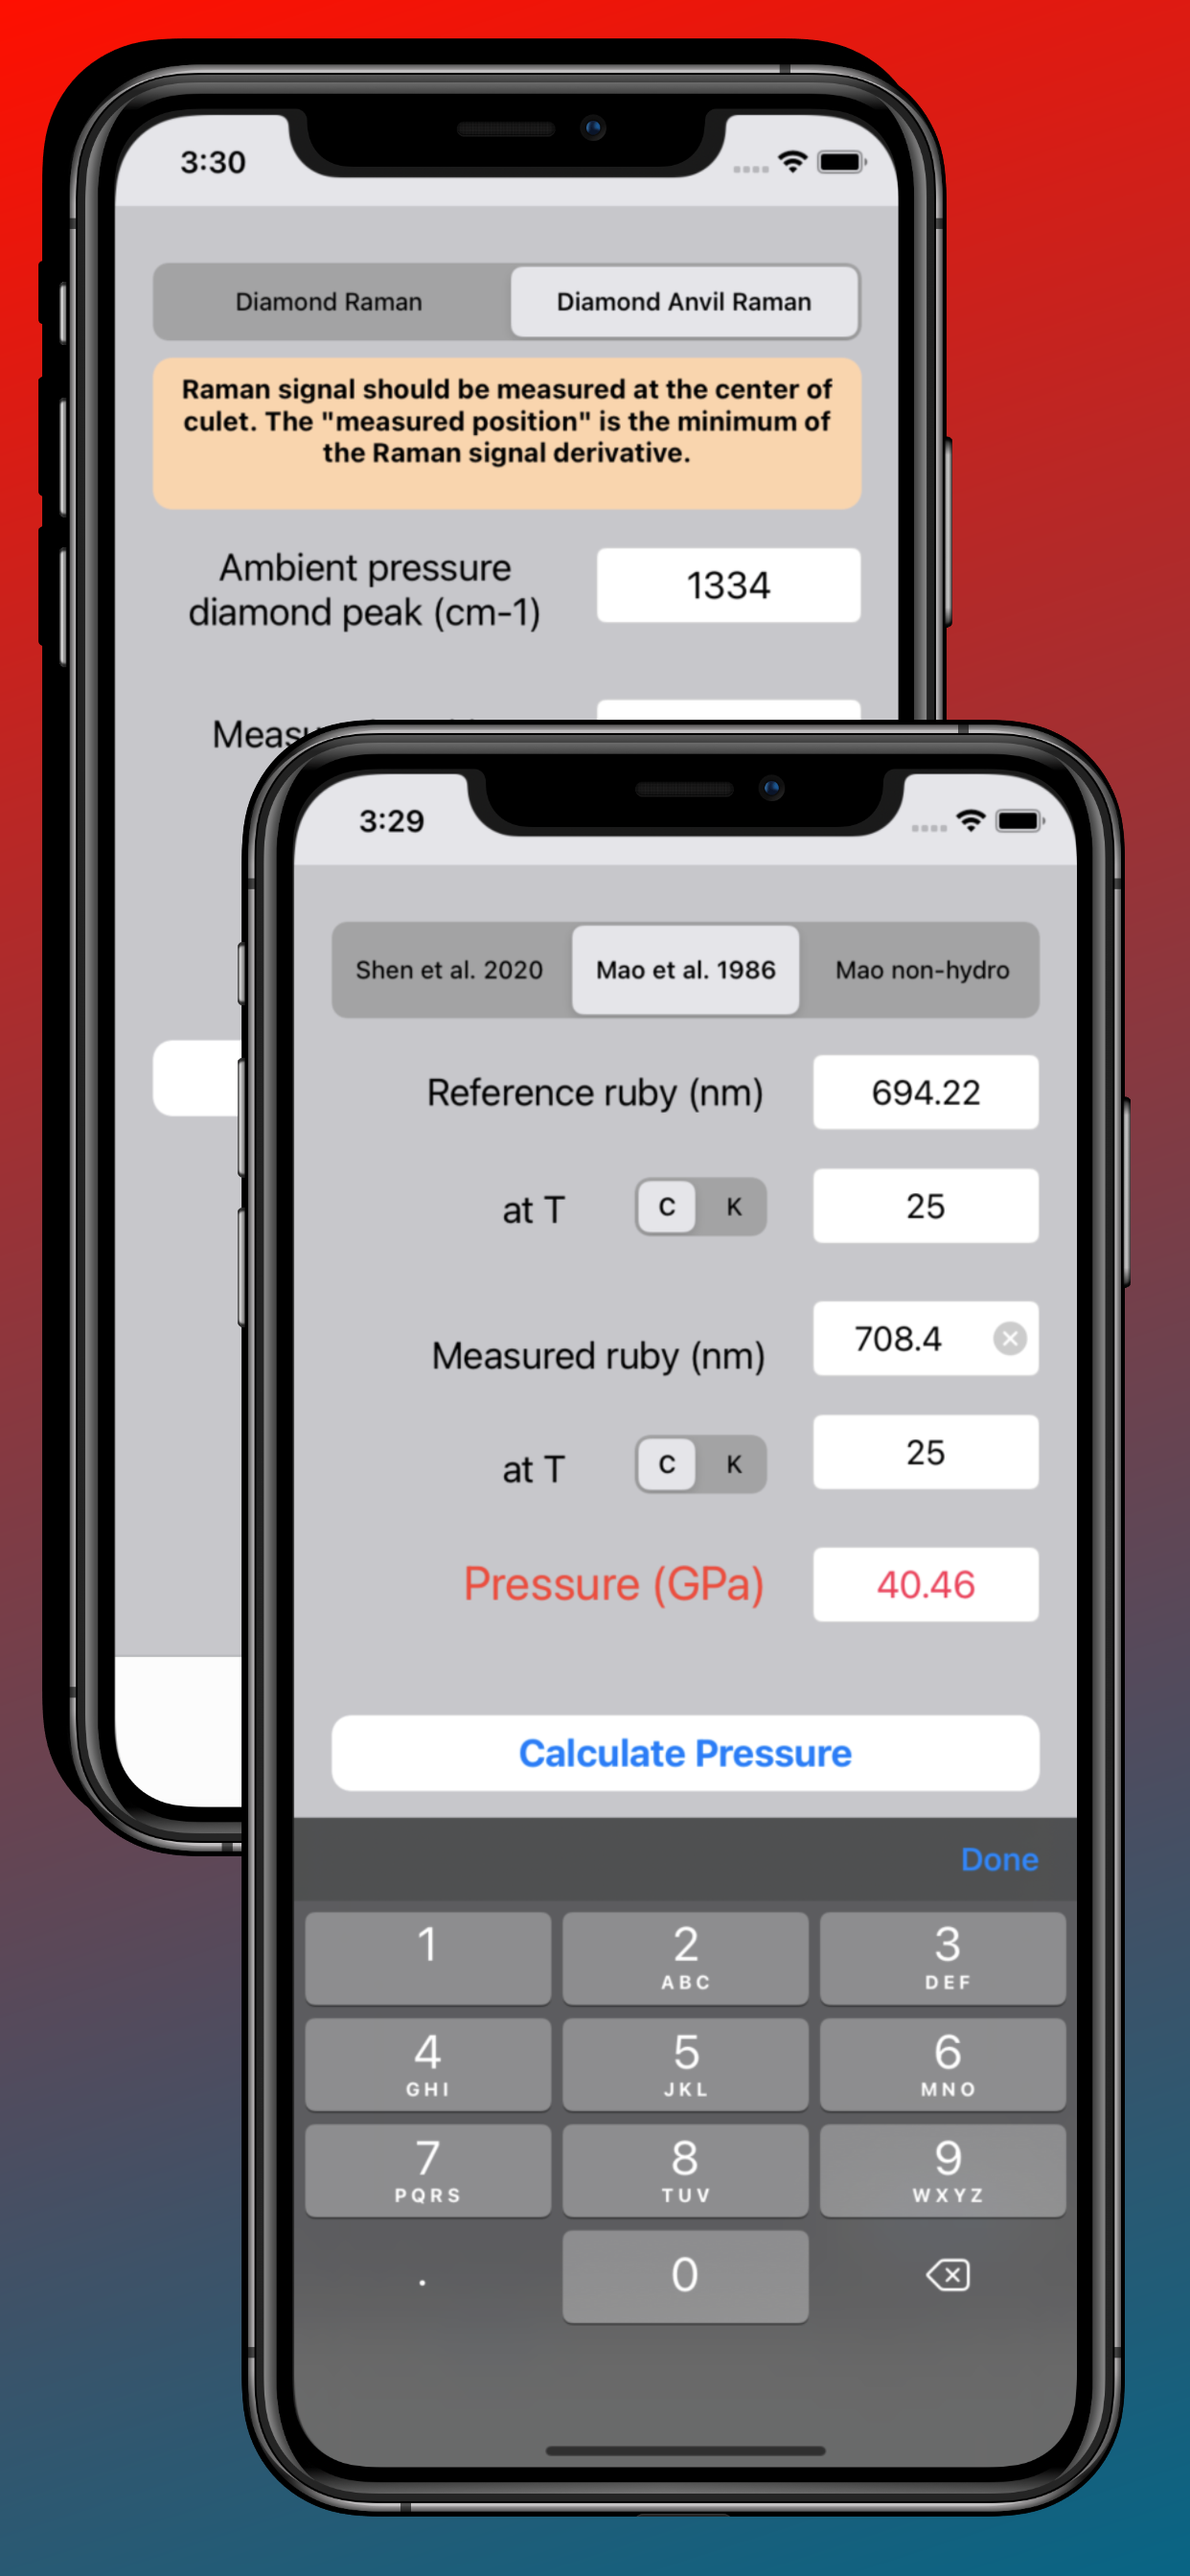 3:30
Diamond Raman
Diamond Anvil Raman
Raman signal should be measured at the center of
culet. The "measured position" is the minimum of
the Raman signal derivative.
Ambient pressure
diamond peak (cm-1)
1334
3:29
Shen et al. 2020
Mao et al. 1986
Mao non-hydro
Reference ruby (nm)
694.22
at T
C
K
25
Measured ruby (nm)
708.4
at T
C
K
25
Pressure (GPa)
40.46
Calculate Pressure
Done
1
2
ABC
3
DEF
4
GHI
5
JKL
6
MNO
7
PQRS
8
TUV
9
WXYZ
.
0